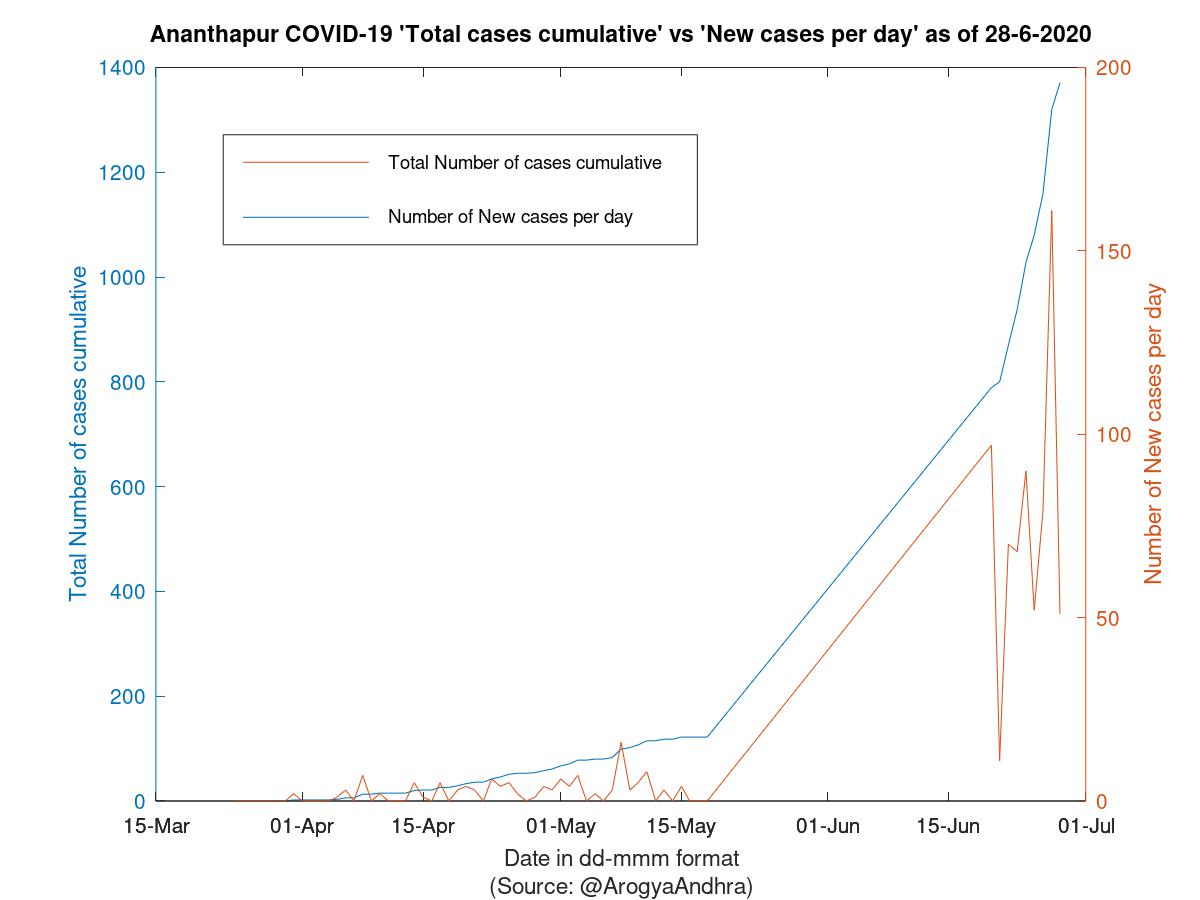 Ananthapur COVID-19 'Total cases cumulative' vs 'New cases per day' as of 28-6-2020
1400
1200
1000
800
600
400
200
0
Total Number of cases cumulative
200
150
100
50
0
Number of New cases per day
Total Number of cases cumulative
Number of New cases per day
15-Mar 01-Apr 15-Apr 01-May 15-May 01-Jun 15-Jun 01-Jul
Date in dd-mmm format
(Source: @ArogyaAndhra)